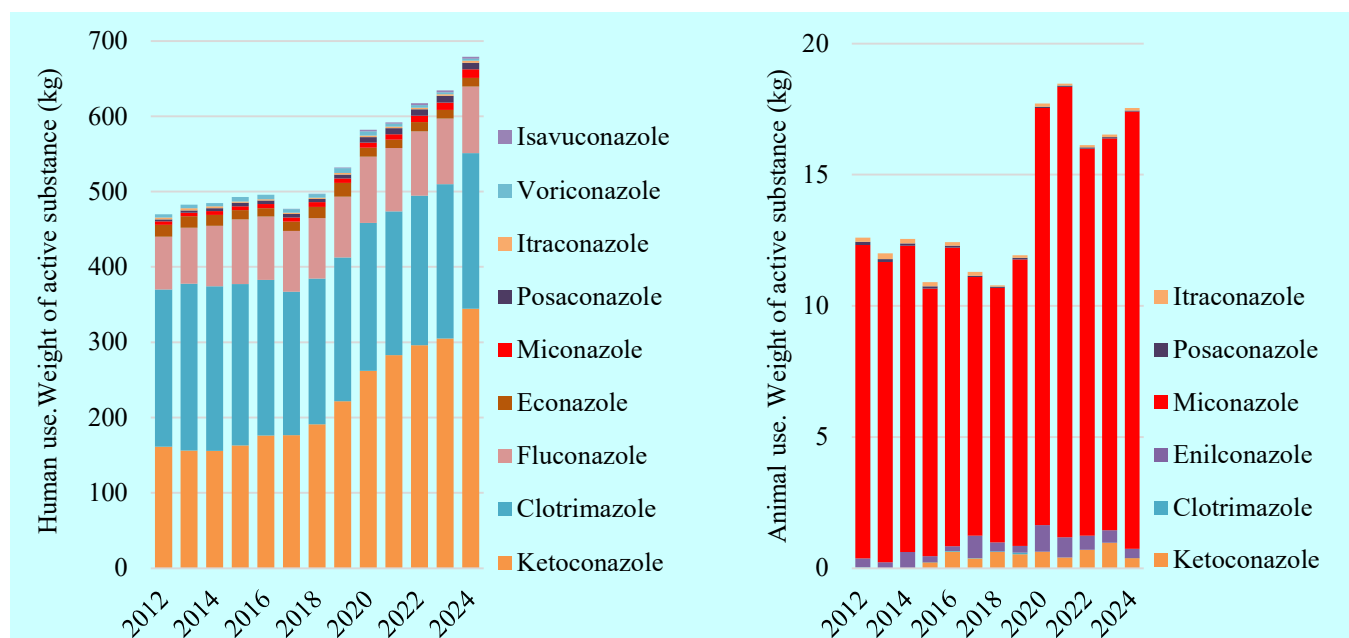 Human use.Weight of active substance (kg)
700
600
500
400
300
200
100
0
2012
2014
2016
2018
2020
2022
2024
Isavuconazole
Voriconazole
Itraconazole
Posaconazole
Miconazole
Econazole
Fluconazole
Clotrimazole
Ketoconazole
Animal use. Weight of active substance (kg)
20
15
10
5
0
2012
2014
2016
2018
2020
2022
2024
Itraconazole
Posaconazole
Miconazole
Enilconazole
Clotrimazole
Ketoconazole